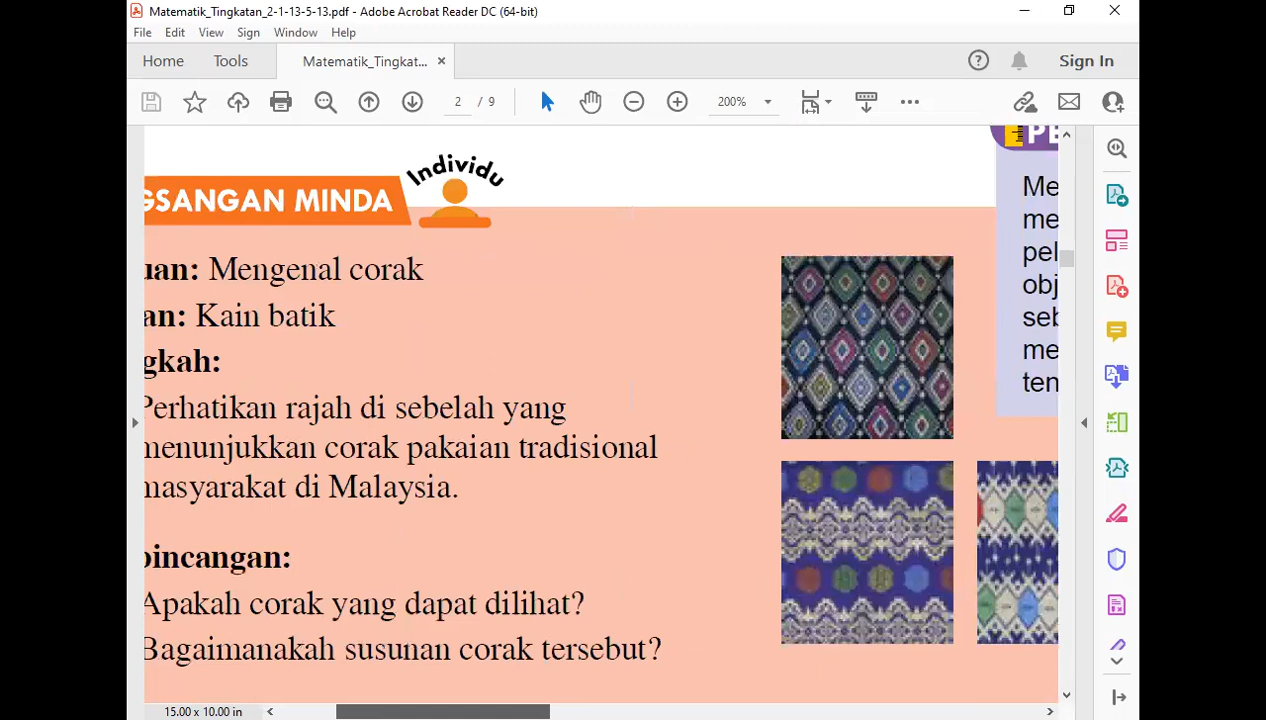 Matematik_Tingkatan_2-1-13-5-13.pdf - Adobe Acrobat Reader DC (64-bit)
File Edit View Sign Window Help
Home Tools Matematik_Tingkat... Sign In
2 / 9 200%
Individu
GSANGAN MINDA
uan: Mengenal corak
an: Kain batik
gkah:
Perhatikan rajah di sebelah yang
menunjukkan corak pakaian tradisional
masyarakat di Malaysia.
bincangan:
Apakah corak yang dapat dilihat?
Bagaimanakah susunan corak tersebut?
PE
Me
me
pel
obj
seb
me
ten
15.00 x 10.00 in